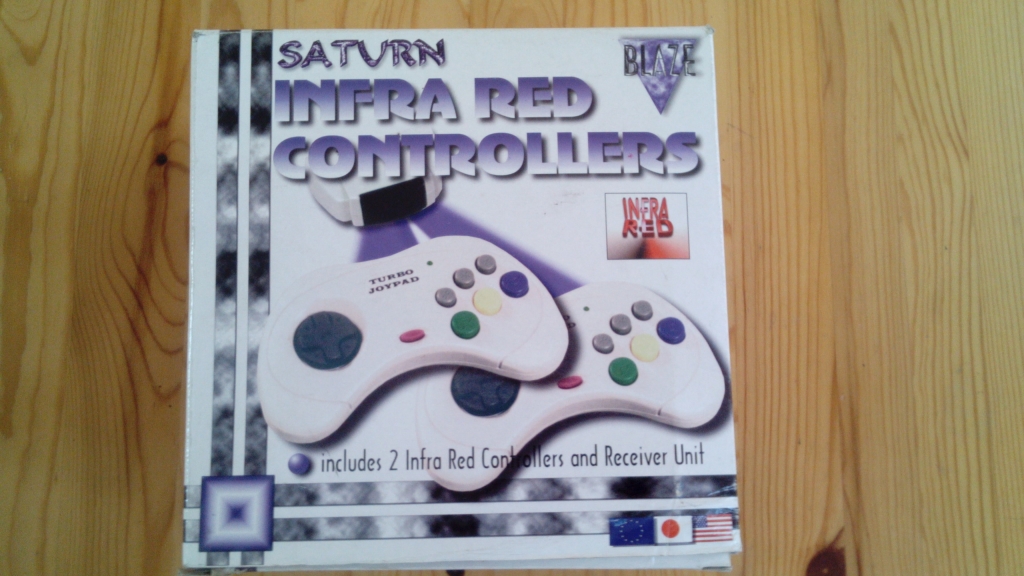 SATURN
BLAZE
INFRA RED
CONTROLLERS
INFRA
RED
TURBO
JOYPAD
includes 2 Infra Red Controllers and Receiver Unit